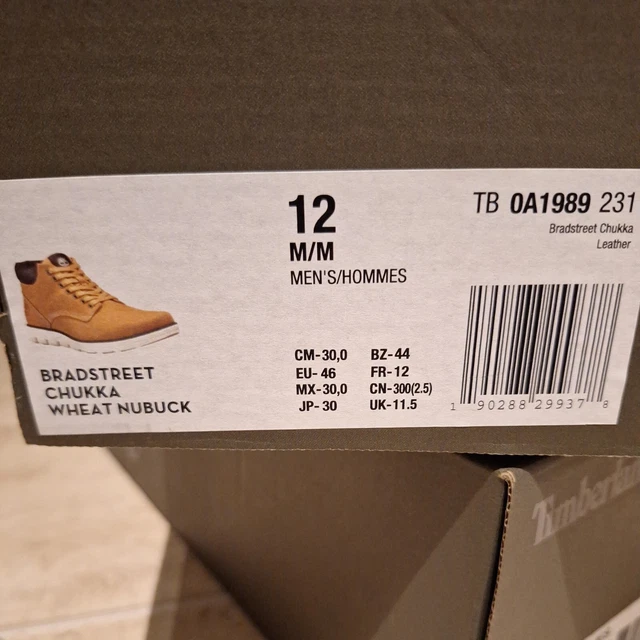 12
M/M
MEN'S/HOMMES
TB 0A1989 231
Bradstreet Chukka
Leather
BRADSTREET
CHUKKA
WHEAT NUBUCK
CM-30,0 BZ-44
EU- 46 FR-12
MX-30,0 CN-300(2.5)
JP- 30 UK-11.5
1 90288 29937 8
Timberland